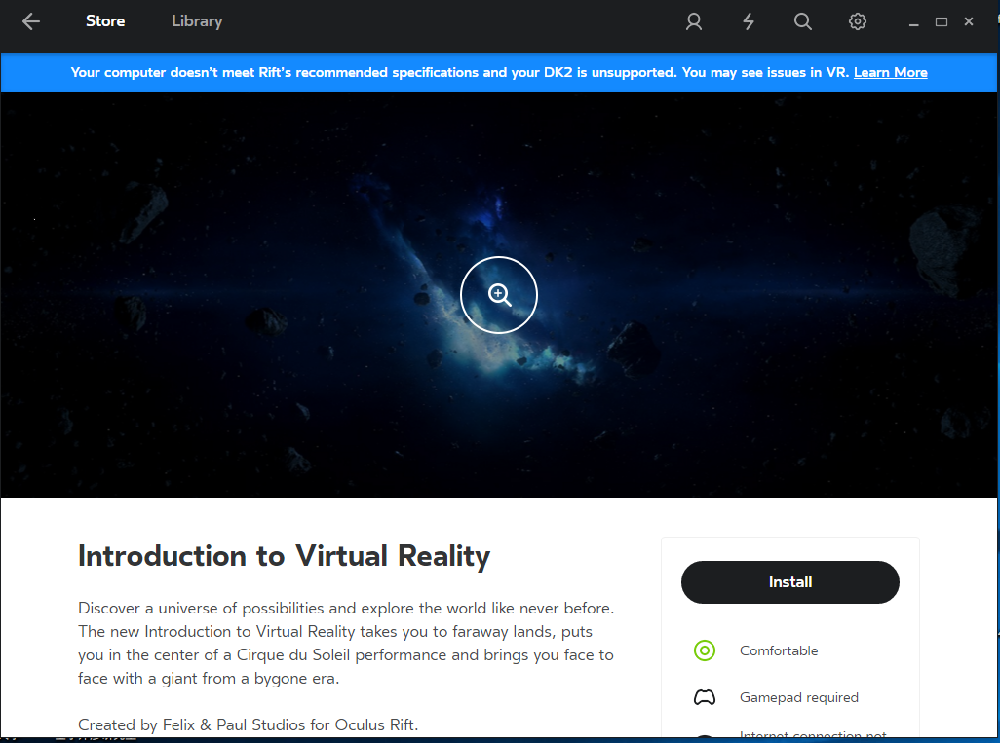 Store Library
Your computer doesn't meet Rift's recommended specifications and your DK2 is unsupported. You may see issues in VR. Learn More
Introduction to Virtual Reality
Discover a universe of possibilities and explore the world like never before.
The new Introduction to Virtual Reality takes you to faraway lands, puts
you in the center of a Cirque du Soleil performance and brings you face to
face with a giant from a bygone era.
Created by Felix & Paul Studios for Oculus Rift.
Install
Comfortable
Gamepad required
Internet connection not